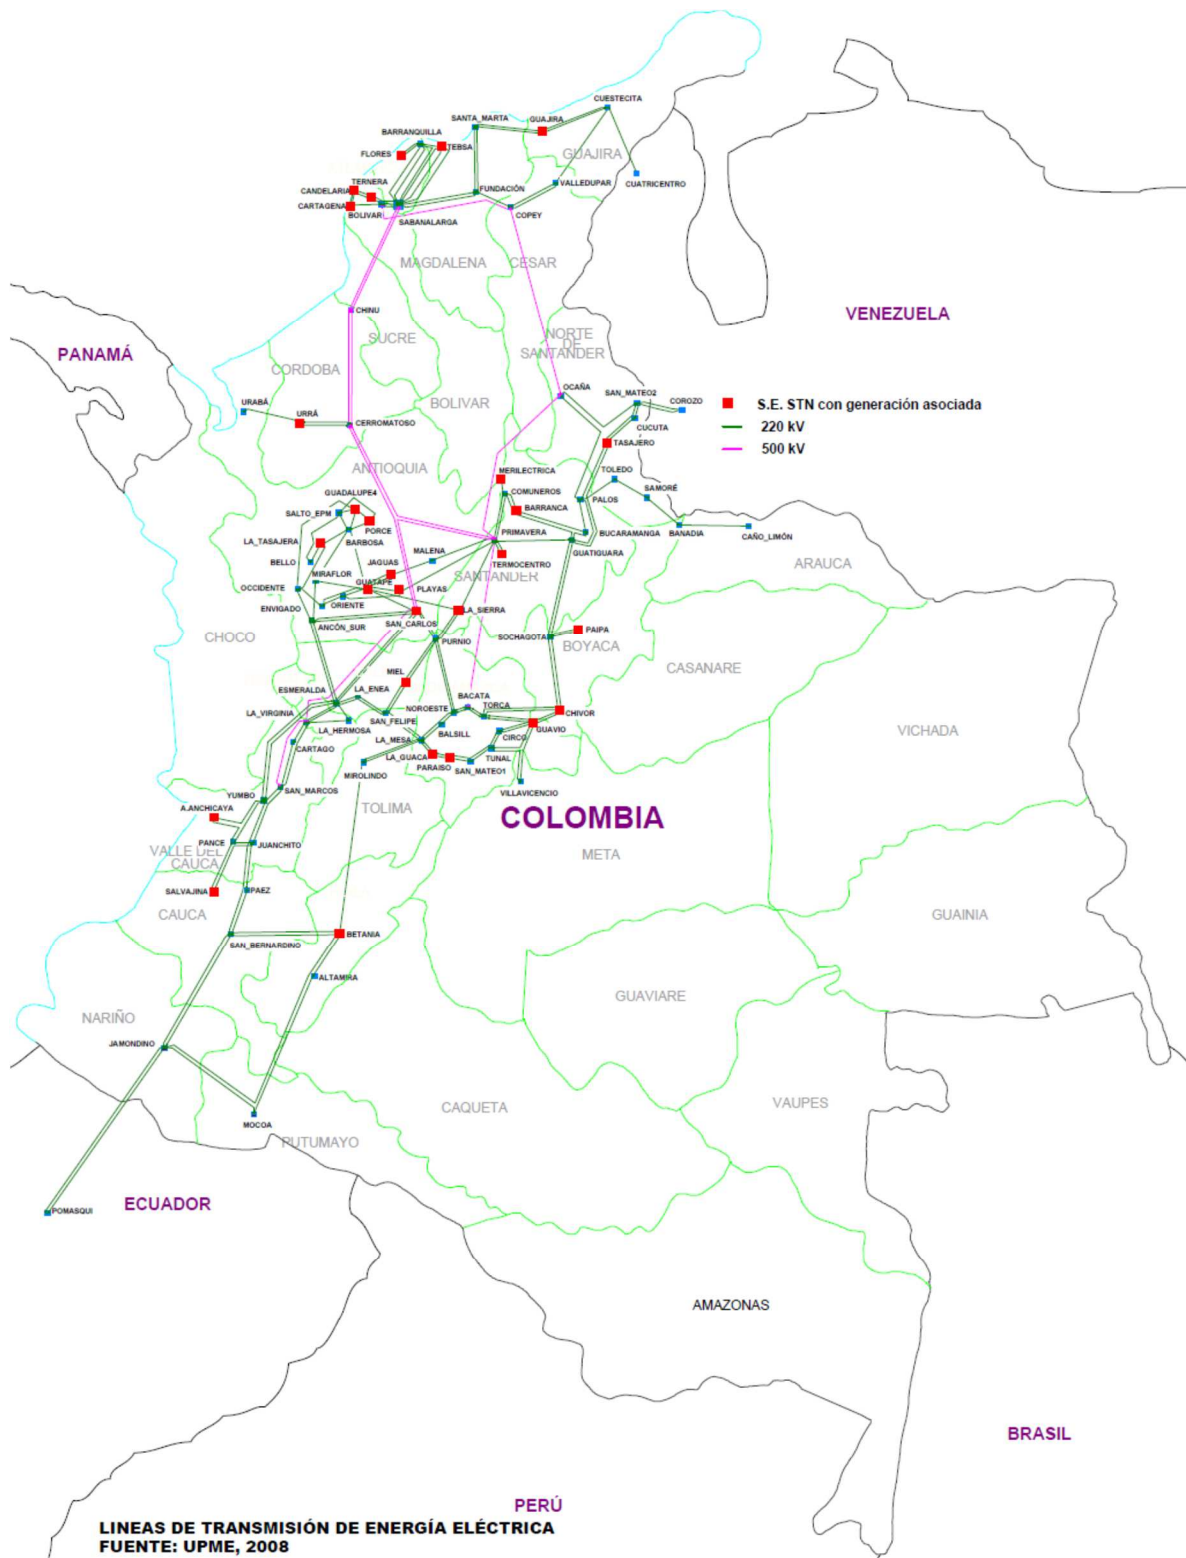 CUESTECITA
SANTA_MARTA
GUAJIRA
BARRANQUILLA
TEBSA
FLORES
GUAJIRA
CUATRICENTRO
TERNERA
CANDELARIA
VALLEDUPAR
FUNDACIÓN
CARTAGENA
BOLIVAR
SABANALARGA
COPEY
MAGDALENA
CESAR
VENEZUELA
CHINU
SUCRE
NORTE
DE
SANTANDER
PANAMÁ
CORDOBA
OCAÑA
URABÁ
URRÁ
BOLIVAR
SAN_MATEO2
COROZO
S.E. STN con generación asociada
220 kV
500 kV
CERROMATOSO
CUCUTA
TASAJERO
ANTIOQUIA
MERILECTRICA
TOLEDO
GUADALUPE4
COMUNEROS
SAMORÉ
SALTO_EPM
BARRANCA
PALOS
PORCE
PRIMAVERA
BUCARAMANGA
BANADIA
CAÑO_LIMÓN
LA_TASAJERA
BARBOSA
MALENA
GUATIGUARA
BELLO
JAGUAS
TERMOCENTRO
ARAUCA
MIRAFLOR
GUATAPE
SANTANDER
OCCIDENTE
PLAYAS
ORIENTE
ENVIGADO
LA_SIERRA
ANCÓN_SUR
SAN_CARLOS
CHOCO
PURNIO
SOCHAGOTA
PAIPA
BOYACA
CASANARE
MIEL
ESMERALDA
LA_ENEA
BACATA
LA_VIRGINIA
NOROESTE
TORCA
CHIVOR
LA_HERMOSA
SAN_FELIPE
BALSILL
CIRCO
GUAVIO
VICHADA
CARTAGO
LA_MESA
LA_GUACA
TUNAL
PARAISO
SAN_MATEO1
MIROLINDO
VILLAVICENCIO
YUMBO
SAN_MARCOS
A.ANCHICAYA
TOLIMA
COLOMBIA
PANCE
JUANCHITO
VALLE DEL
CAUCA
META
SALVAJINA
PAEZ
CAUCA
GUAINIA
SAN_BERNARDINO
BETANIA
ALTAMIRA
GUAVIARE
NARIÑO
JAMONDINO
CAQUETA
VAUPES
MOCOA
PUTUMAYO
ECUADOR
POMASQUI
AMAZONAS
BRASIL
PERÚ
LINEAS DE TRANSMISIÓN DE ENERGÍA ELÉCTRICA
FUENTE: UPME, 2008